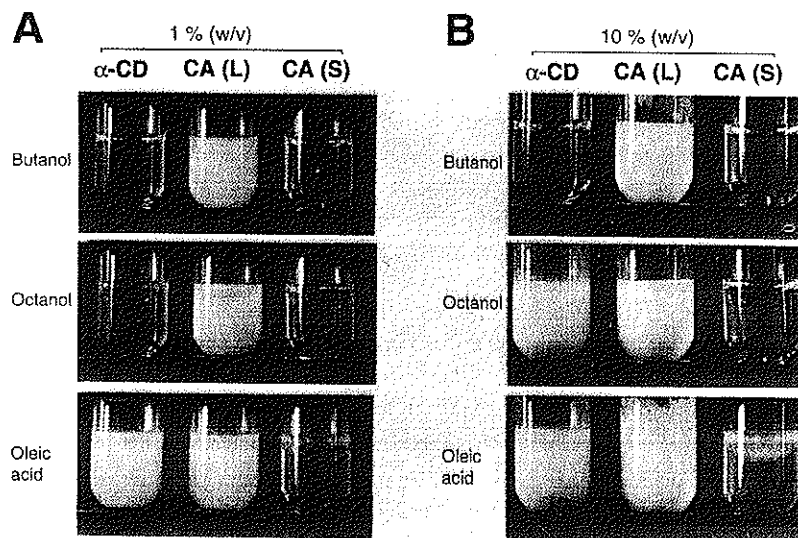 A
1 % (w/v)
α-CD CA (L) CA (S)
Butanol
Octanol
Oleic
acid
B
10 % (w/v)
α-CD CA (L) CA (S)
Butanol
Octanol
Oleic
acid